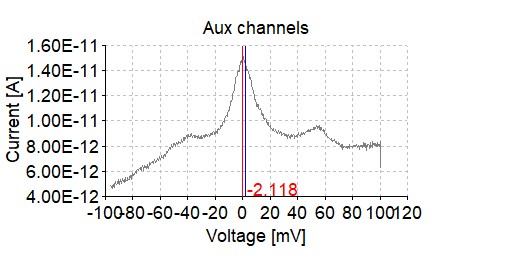 Aux channels
1.60E-11
1.40E-11
1.20E-11
1.00E-11
8.00E-12
6.00E-12
4.00E-12
Current [A]
-2.118
-100-80 -60 -40 -20 0 20 40 60 80 100 120
Voltage [mV]